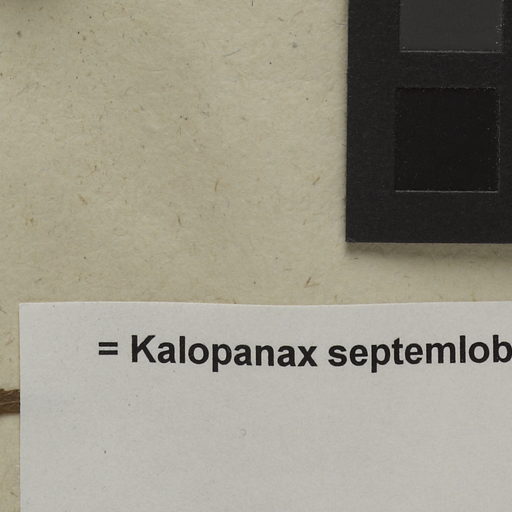 = Kalopanax septemlob